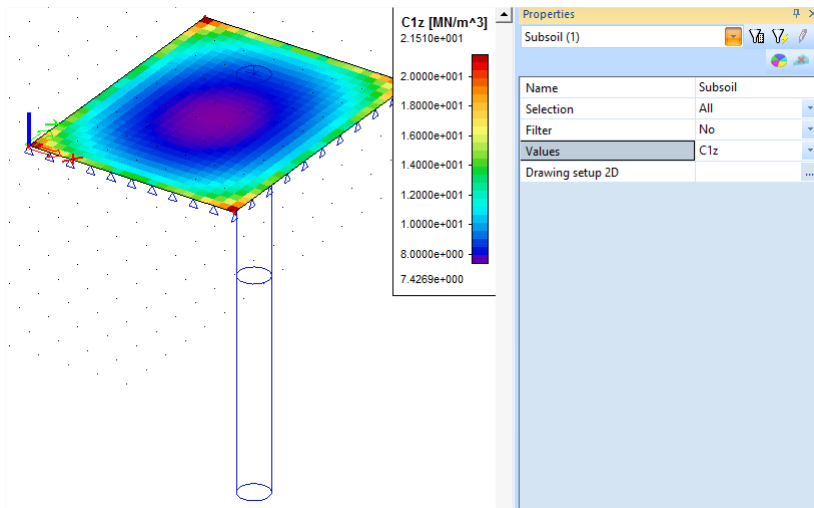 C1z [MN/m^3]
2.1510e+001
2.0000e+001
1.8000e+001
1.6000e+001
1.4000e+001
1.2000e+001
1.0000e+001
8.0000e+000
7.4269e+000
Properties
Subsoil (1)
Name Subsoil
Selection All
Filter No
Values C1z
Drawing setup 2D ...